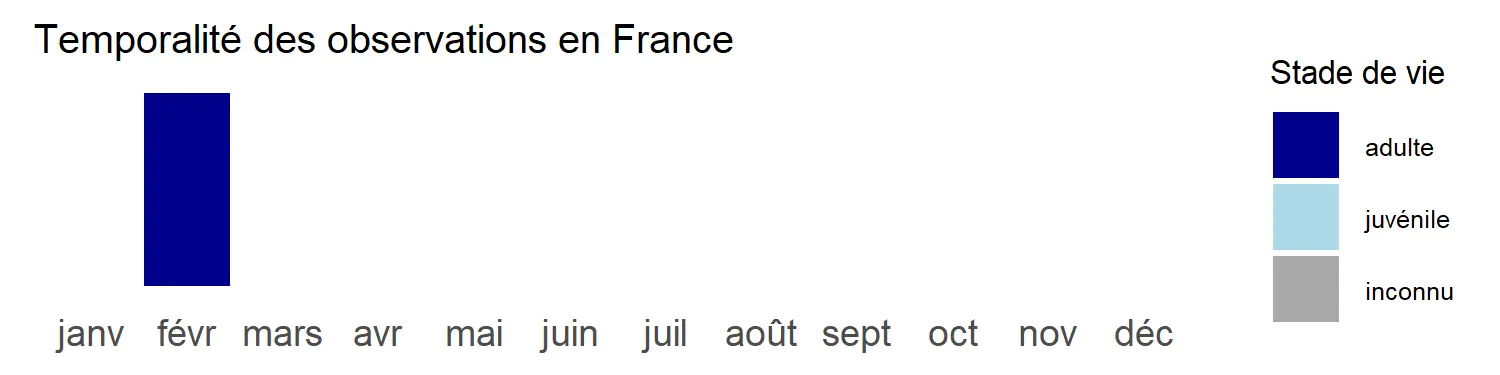 Temporalité des observations en France
Stade de vie
adulte
juvénile
inconnu
janv févr mars avr mai juin juil août sept oct nov déc